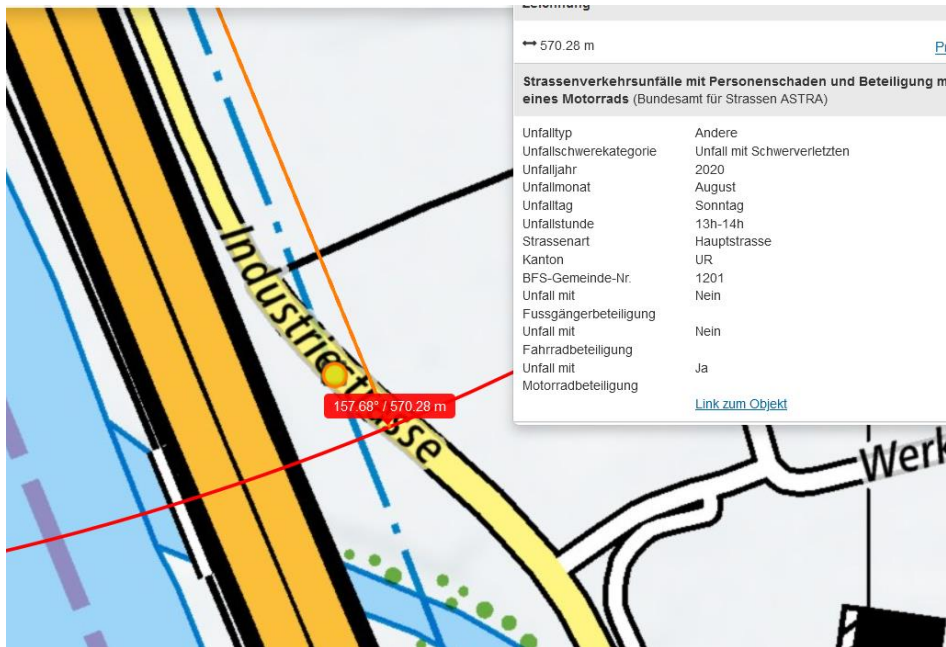 Zeichnung
570.28 m
Strassenverkehrsunfälle mit Personenschaden und Beteiligung
eines Motorrads (Bundesamt für Strassen ASTRA)
Unfalltyp Andere
Unfallschwerekategorie Unfall mit Schwerverletzten
Unfalljahr 2020
Unfallmonat August
Unfalltag Sonntag
Unfallstunde 13h-14h
Strassenart Hauptstrasse
Kanton UR
BFS-Gemeinde-Nr. 1201
Unfall mit Nein
Fussgängerbeteiligung
Unfall mit Nein
Fahrradbeteiligung
Unfall mit Ja
Motorradbeteiligung
Link zum Objekt
Industriestrasse
157.68° / 570.28 m
Werk